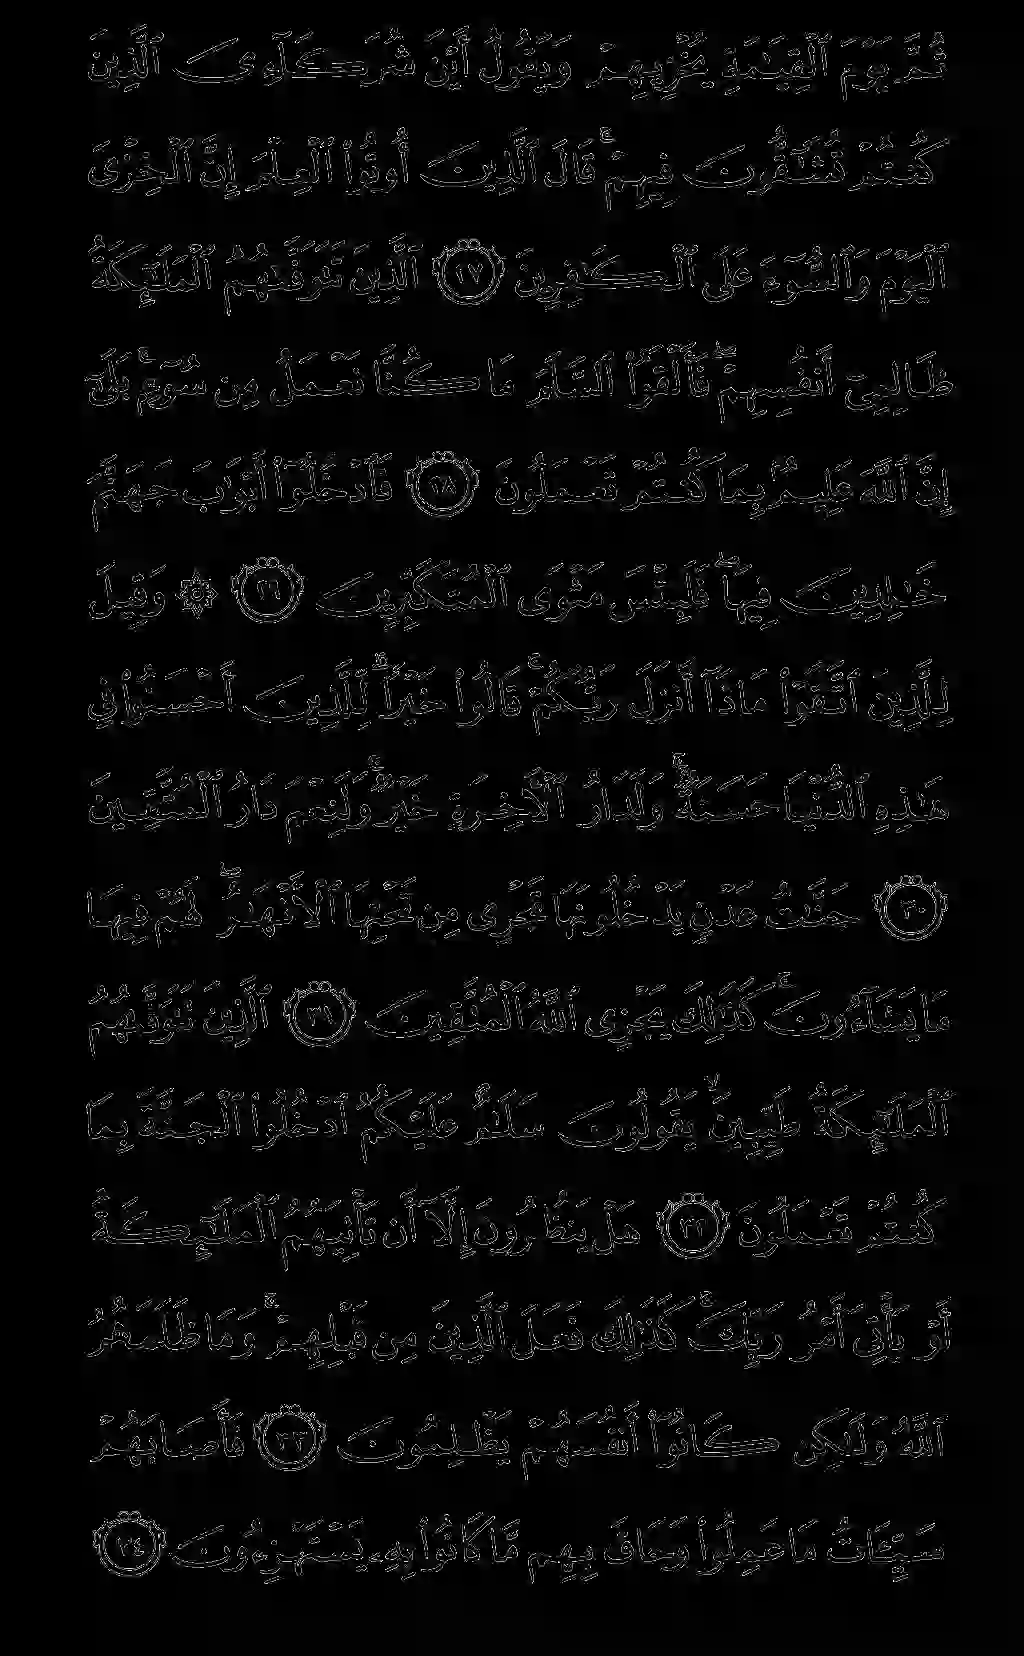 ثُمَّ يَوْمَ ٱلْقِيَٰمَةِ يُخْزِيهِمْ وَيَقُولُ أَيْنَ شُرَكَآءِىَ ٱلَّذِينَ
كُنتُمْ تُشَٰٓقُّونَ فِيهِمْ ۚ قَالَ ٱلَّذِينَ أُوتُوا۟ ٱلْعِلْمَ إِنَّ ٱلْخِزْىَ
ٱلْيَوْمَ وَٱلسُّوٓءَ عَلَى ٱلْكَٰفِرِينَ ٢٧ ٱلَّذِينَ تَتَوَفَّىٰهُمُ ٱلْمَلَٰٓئِكَةُ
ظَالِمِىٓ أَنفُسِهِمْ ۖ فَأَلْقَوُا۟ ٱلسَّلَمَ مَا كُنَّا نَعْمَلُ مِن سُوٓءٍۭ ۚ بَلَىٰٓ
إِنَّ ٱللَّهَ عَلِيمٌۢ بِمَا كُنتُمْ تَعْمَلُونَ ٢٨ فَٱدْخُلُوٓا۟ أَبْوَٰبَ جَهَنَّمَ
خَٰلِدِينَ فِيهَا ۖ فَلَبِئْسَ مَثْوَى ٱلْمُتَكَبِّرِينَ ٢٩ ۞ وَقِيلَ
لِلَّذِينَ ٱتَّقَوْا۟ مَاذَآ أَنزَلَ رَبُّكُمْ ۚ قَالُوا۟ خَيْرًا ۗ لِّلَّذِينَ أَحْسَنُوا۟ فِى
هَٰذِهِ ٱلدُّنْيَا حَسَنَةٌ ۚ وَلَدَارُ ٱلْءَاخِرَةِ خَيْرٌ ۚ وَلَنِعْمَ دَارُ ٱلْمُتَّقِينَ
٣٠ جَنَّٰتُ عَدْنٍ يَدْخُلُونَهَا تَجْرِى مِن تَحْتِهَا ٱلْأَنْهَٰرُ ۖ لَهُمْ فِيهَا
مَا يَشَآءُونَ ۚ كَذَٰلِكَ يَجْزِى ٱللَّهُ ٱلْمُتَّقِينَ ٣١ ٱلَّذِينَ تَتَوَفَّىٰهُمُ
ٱلْمَلَٰٓئِكَةُ طَيِّبِينَ ۙ يَقُولُونَ سَلَٰمٌ عَلَيْكُمُ ٱدْخُلُوا۟ ٱلْجَنَّةَ بِمَا
كُنتُمْ تَعْمَلُونَ ٣٢ هَلْ يَنظُرُونَ إِلَّآ أَن تَأْتِيَهُمُ ٱلْمَلَٰٓئِكَةُ
أَوْ يَأْتِىَ أَمْرُ رَبِّكَ ۚ كَذَٰلِكَ فَعَلَ ٱلَّذِينَ مِن قَبْلِهِمْ ۚ وَمَا ظَلَمَهُمُ
ٱللَّهُ وَلَٰكِن كَانُوٓا۟ أَنفُسَهُمْ يَظْلِمُونَ ٣٣ فَأَصَابَهُمْ
سَيِّـَٔاتُ مَا عَمِلُوا۟ وَحَاقَ بِهِم مَّا كَانُوا۟ بِهِۦ يَسْتَهْزِءُونَ ٣٤